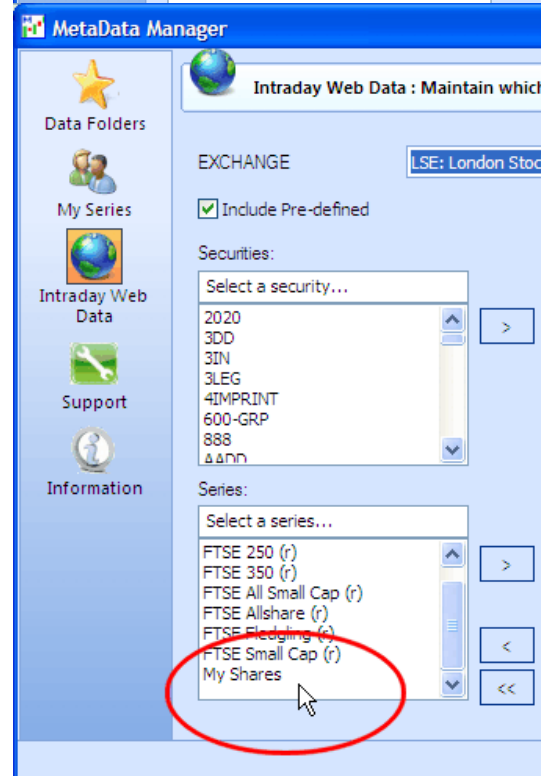 MetaData Manager
Intraday Web Data : Maintain which
Data Folders
My Series
Intraday Web
Data
Support
Information
EXCHANGE
LSE: London Stoc
Include Pre-defined
Securities:
Select a security...
2020
3DD
3IN
3LEG
4IMPRINT
600-GRP
888
AADD
>
Series:
Select a series...
FTSE 250 (r)
FTSE 350 (r)
FTSE All Small Cap (r)
FTSE Allshare (r)
FTSE Fledgling (r)
FTSE Small Cap (r)
My Shares
>
<
<<